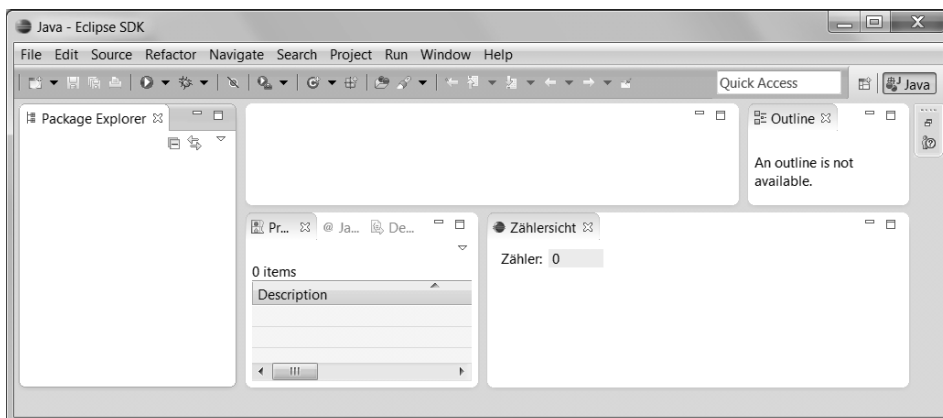 Java - Eclipse SDK
File Edit Source Refactor Navigate Search Project Run Window Help
Quick Access
Java
Package Explorer
Outline
An outline is not
available.
Pr...
@ Ja...
De...
0 items
Description
Zählersicht
Zähler: 0